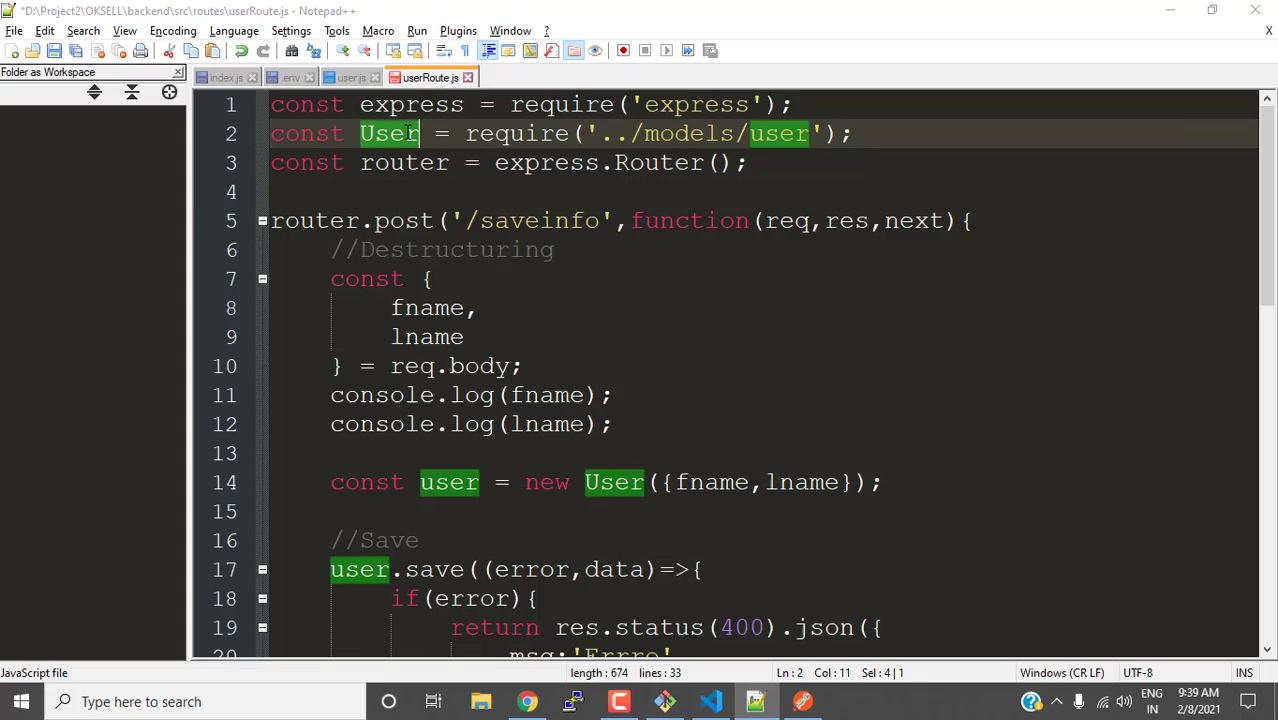 *D:\Project2\OKSELL\backend\src\routes\userRoute.js - Notepad++
File Edit Search View Encoding Language Settings Tools Macro Run Plugins Window ? X
Folder as Workspace
index.js .env user.js userRoute.js
1 const express = require('express');
2 const User = require('../models/user');
3 const router = express.Router();
4
5 router.post('/saveinfo',function(req,res,next){
6 //Destructuring
7 const {
8 fname,
9 lname
10 } = req.body;
11 console.log(fname);
12 console.log(lname);
13
14 const user = new User({fname,lname});
15
16 //Save
17 user.save((error,data)=>{
18 if(error){
19 return res.status(400).json({
20 msg:'Errro'
JavaScript file length : 674 lines : 33 Ln : 2 Col : 11 Sel : 4 | 1 Windows (CR LF) UTF-8 INS
Type here to search
ENG
IN
9:39 AM
2/8/2021